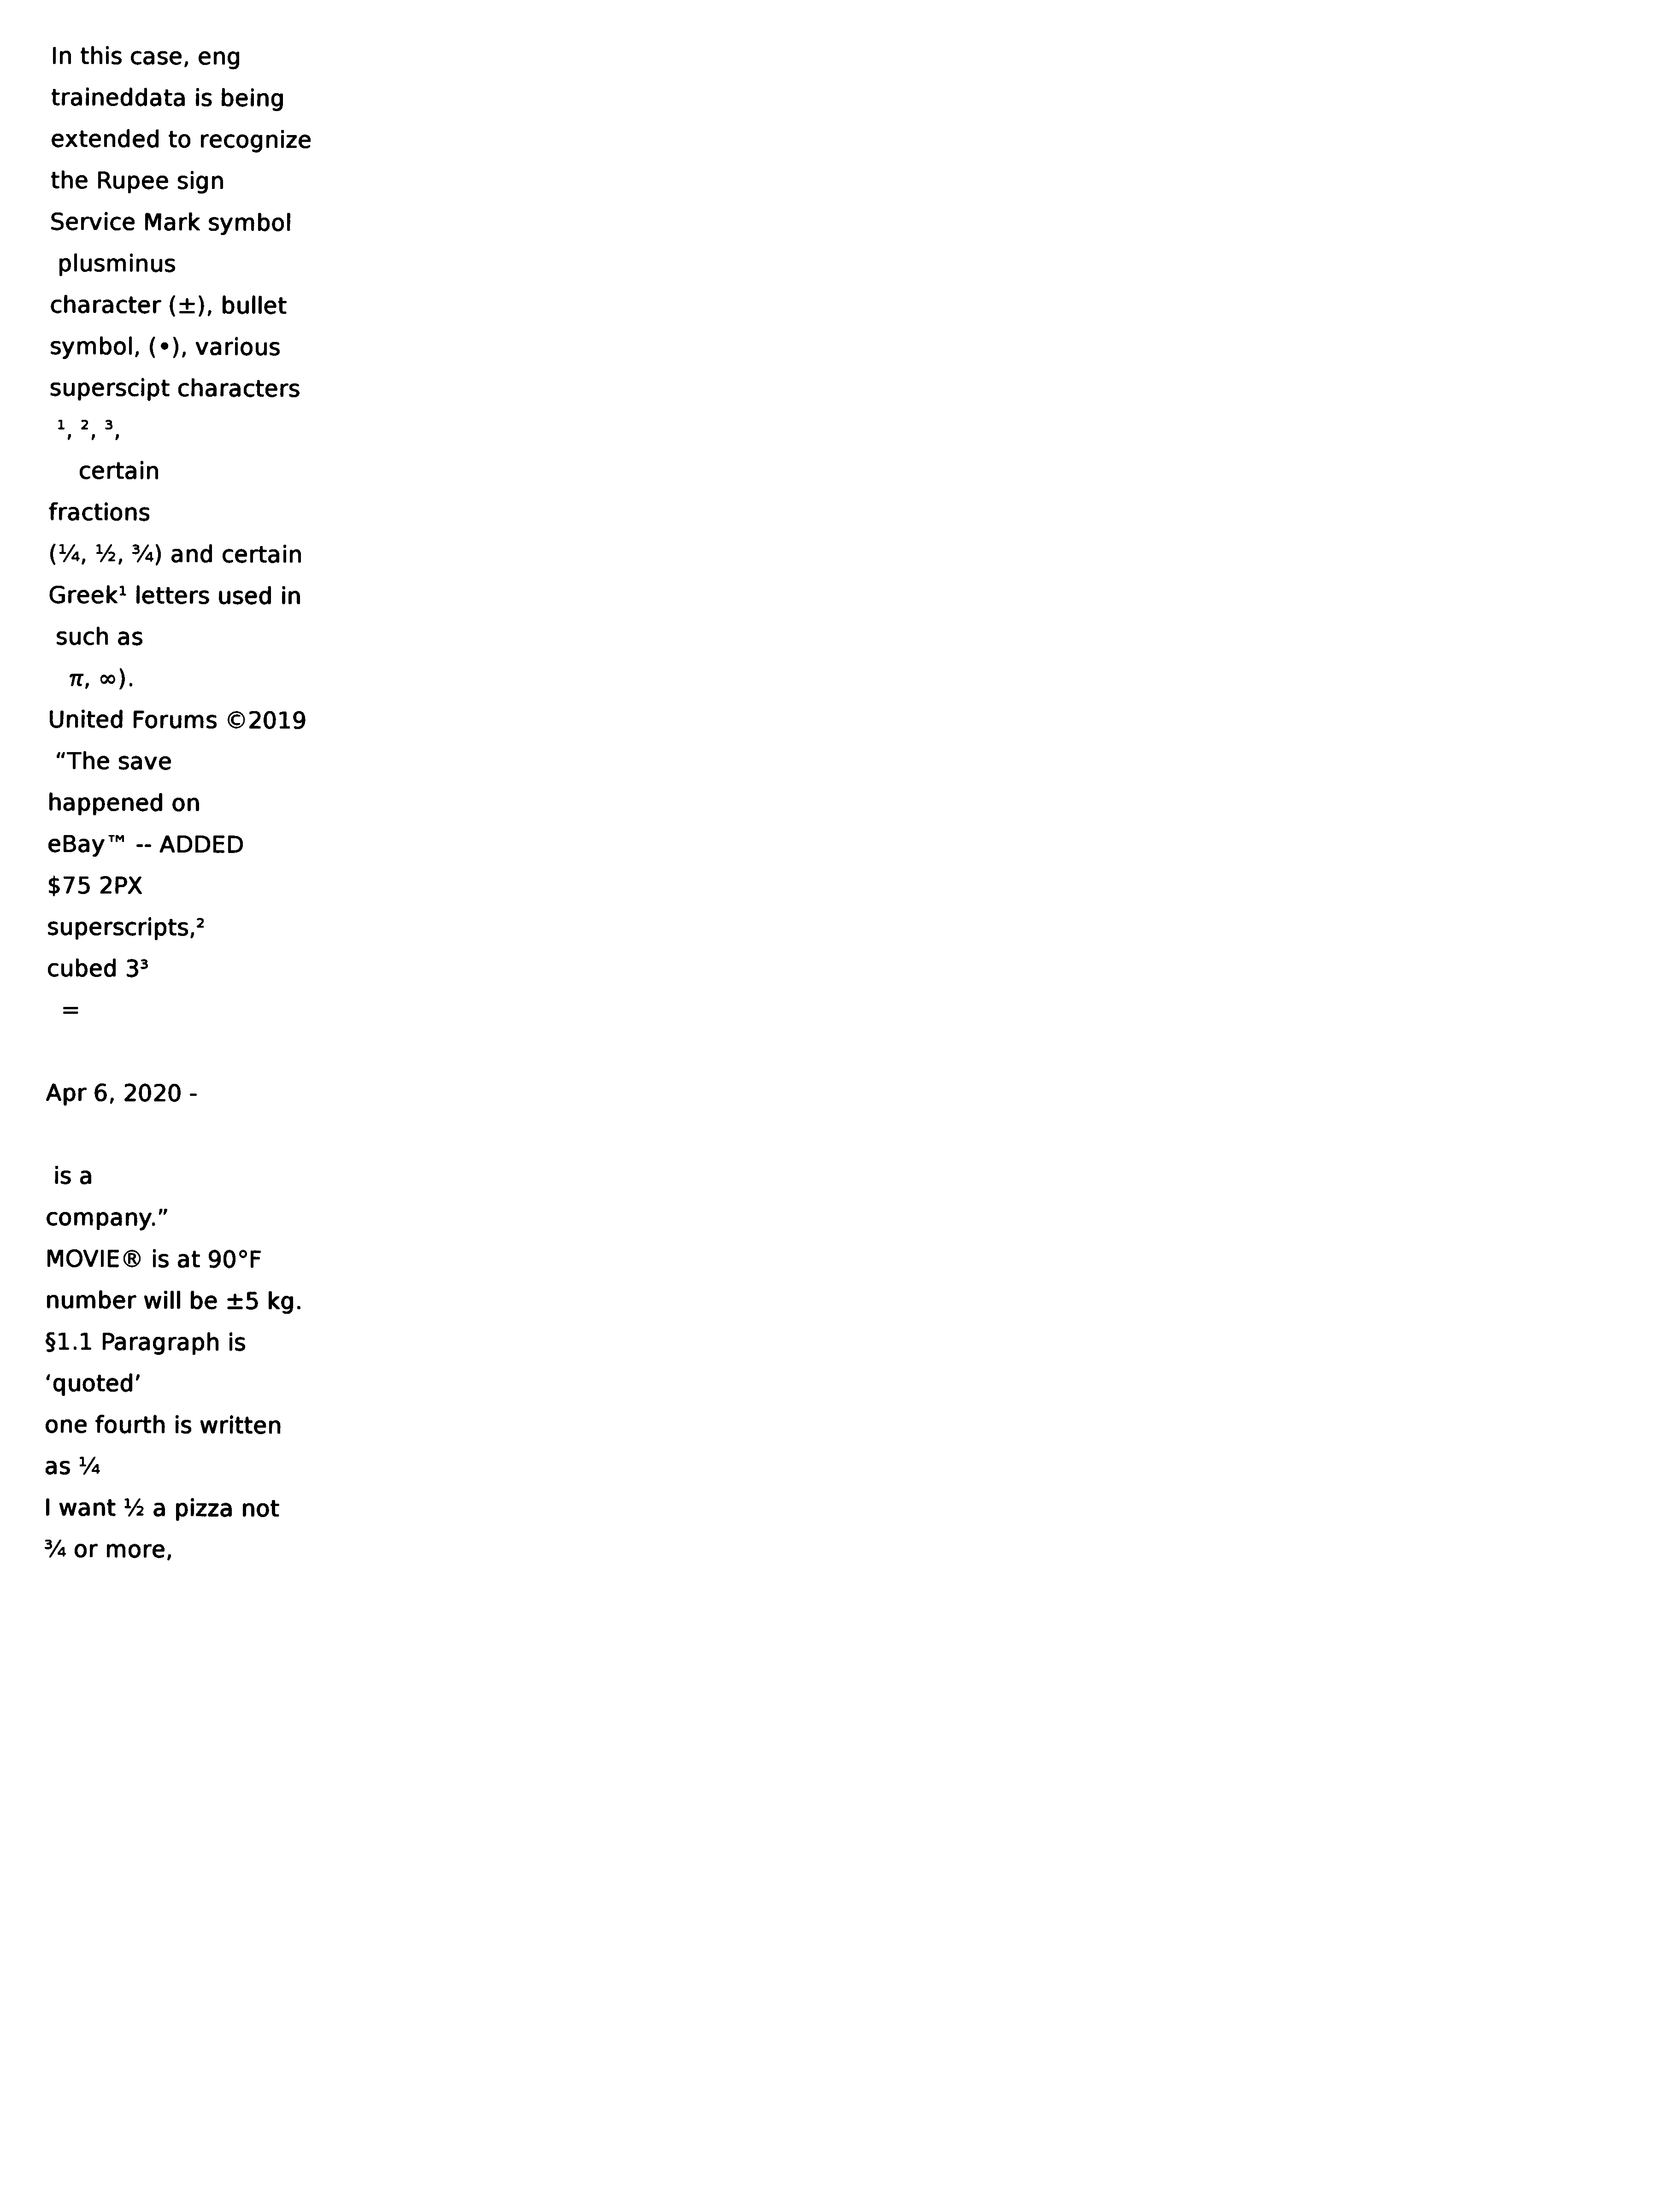 In this case, eng
traineddata is being
extended to recognize
the Rupee sign
Service Mark symbol
plusminus
character (±), bullet
symbol, (•), various
superscipt characters
¹, ², ³,
certain
fractions
(¼, ½, ¾) and certain
Greek¹ letters used in
such as
π, ∞).
United Forums ©2019
“The save
happened on
eBay™ -- ADDED
$75 2PX
superscripts,²
cubed 3³
=
Apr 6, 2020 -
is a
company.”
MOVIE® is at 90°F
number will be ±5 kg.
§1.1 Paragraph is
‘quoted’
one fourth is written
as ¼
I want ½ a pizza not
¾ or more,